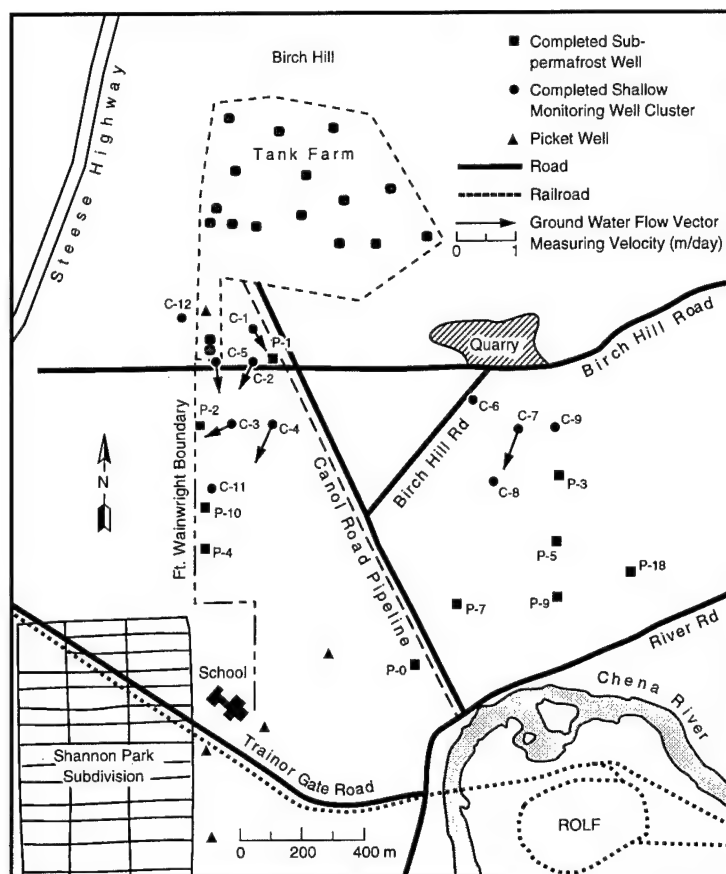 Birch Hill
Completed Sub-
permafrost Well
Completed Shallow
Monitoring Well Cluster
Picket Well
Road
Railroad
Ground Water Flow Vector
Measuring Velocity (m/day)
0 1
Steese Highway
Tank Farm
C-12
C-1
P-1
C-5
C-2
Quarry
Birch Hill Road
P-2
C-3
C-4
C-6
C-7
C-9
Birch Hill Rd
C-8
P-3
N
Ft. Wainwright Boundary
C-11
P-10
P-4
Canol Road Pipeline
P-5
P-18
P-7
P-9
River Rd
School
P-0
Chena River
Shannon Park
Subdivision
Trainor Gate Road
ROLF
0 200 400 m